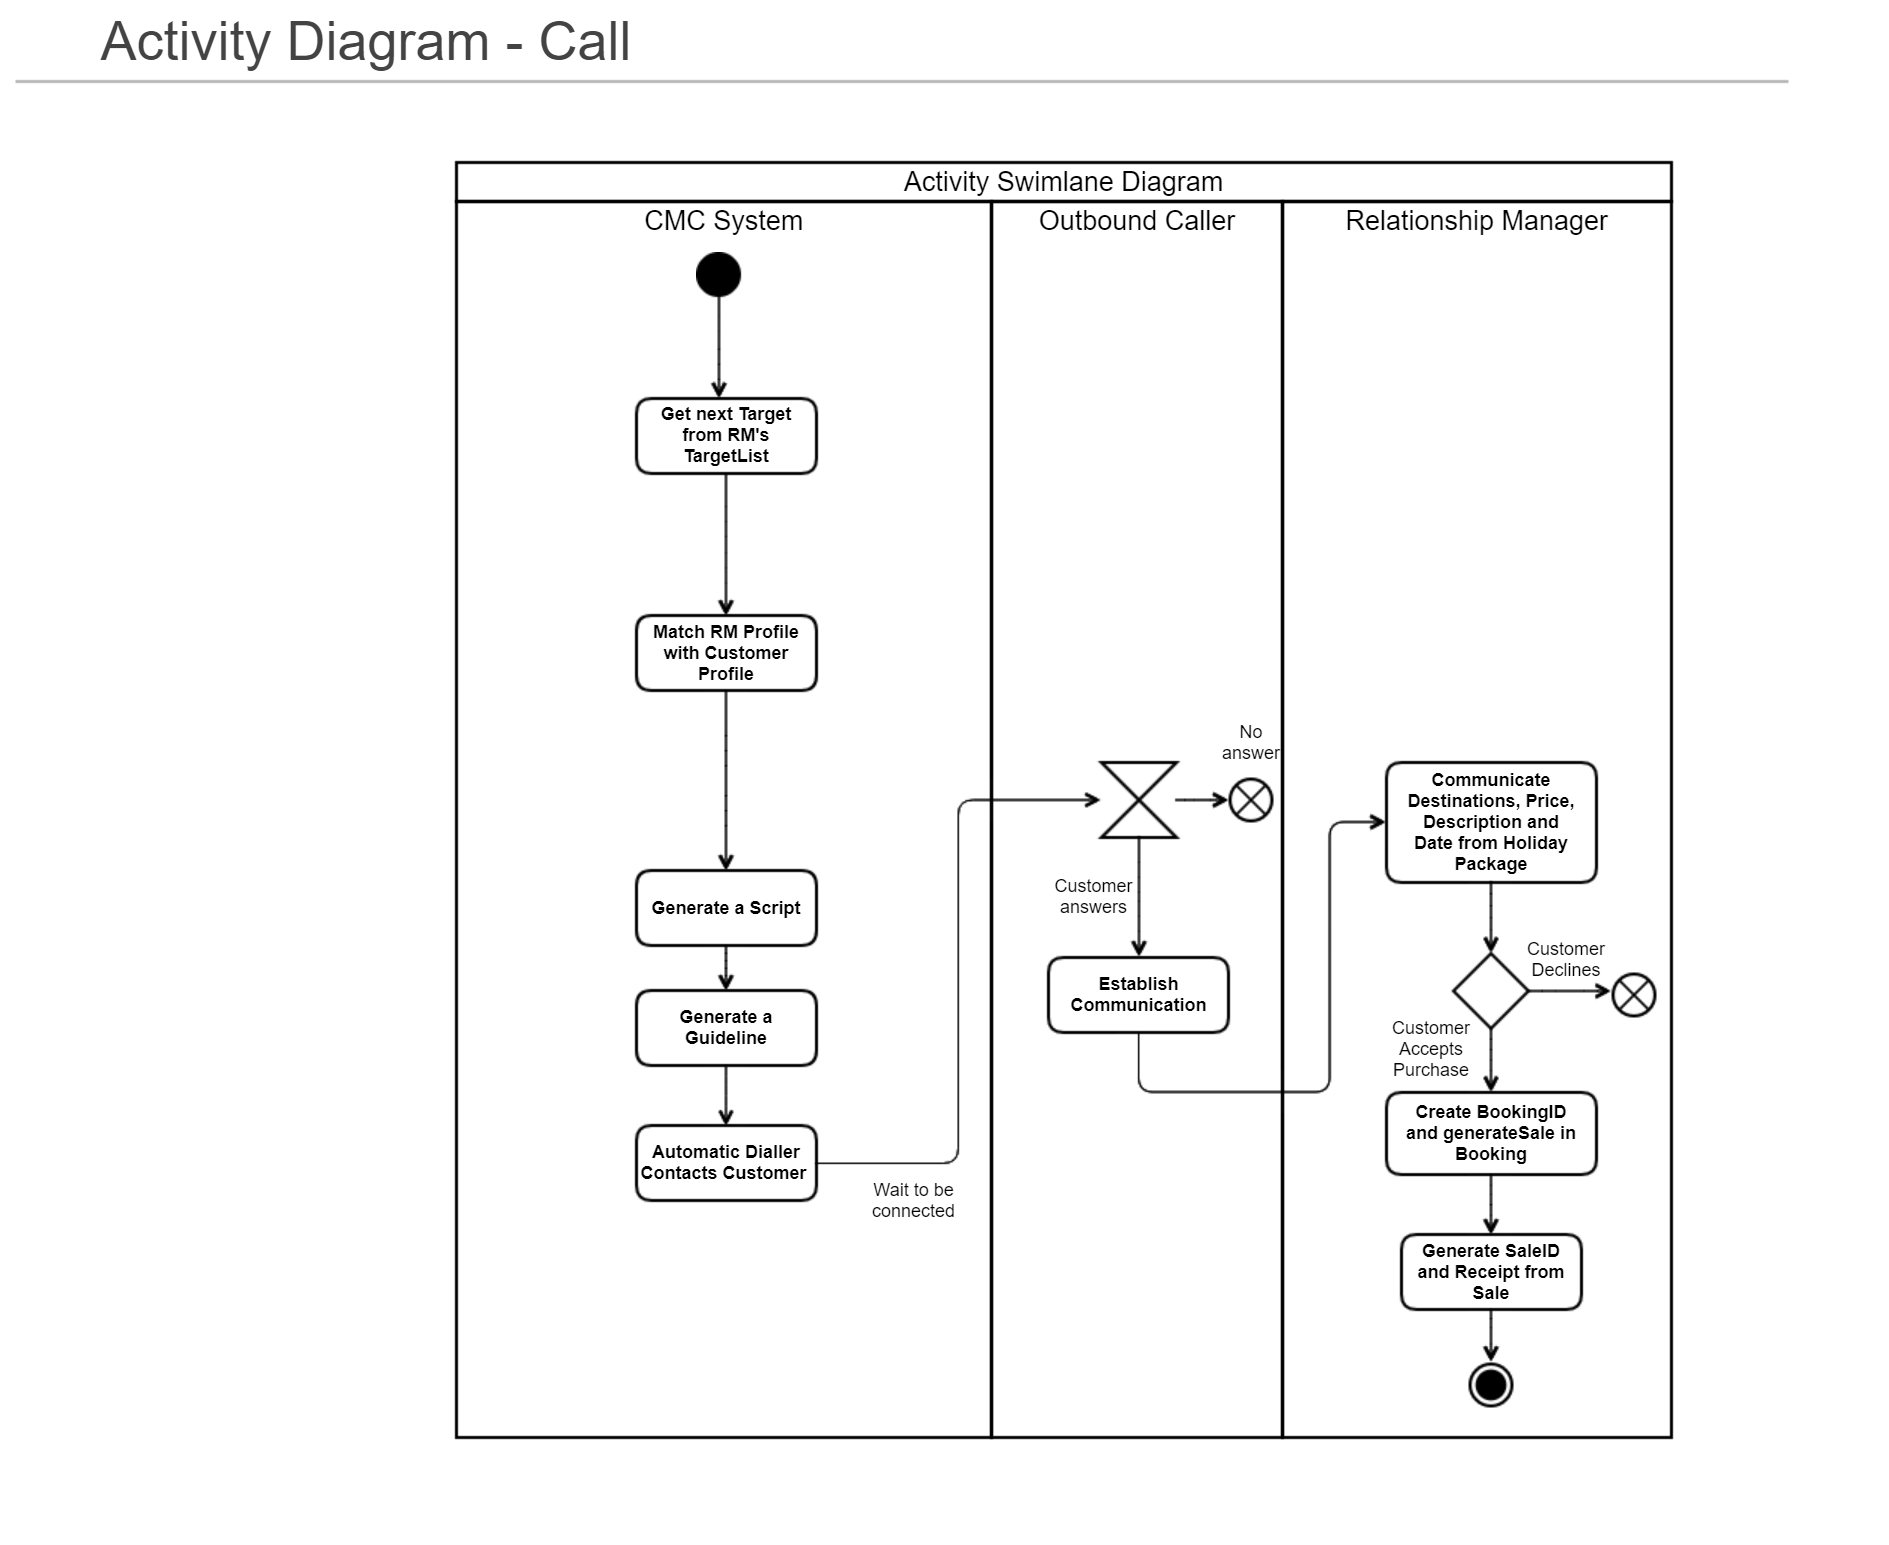 Activity Diagram - Call
Activity Swimlane Diagram
CMC System
Outbound Caller
Relationship Manager
Get next Target
from RM's
TargetList
Match RM Profile
with Customer
Profile
Generate a Script
Generate a
Guideline
Automatic Dialler
Contacts Customer
Wait to be
connected
No
answer
Customer
answers
Establish
Communication
Communicate
Destinations, Price,
Description and
Date from Holiday
Package
Customer
Declines
Customer
Accepts
Purchase
Create BookingID
and generateSale in
Booking
Generate SaleID
and Receipt from
Sale